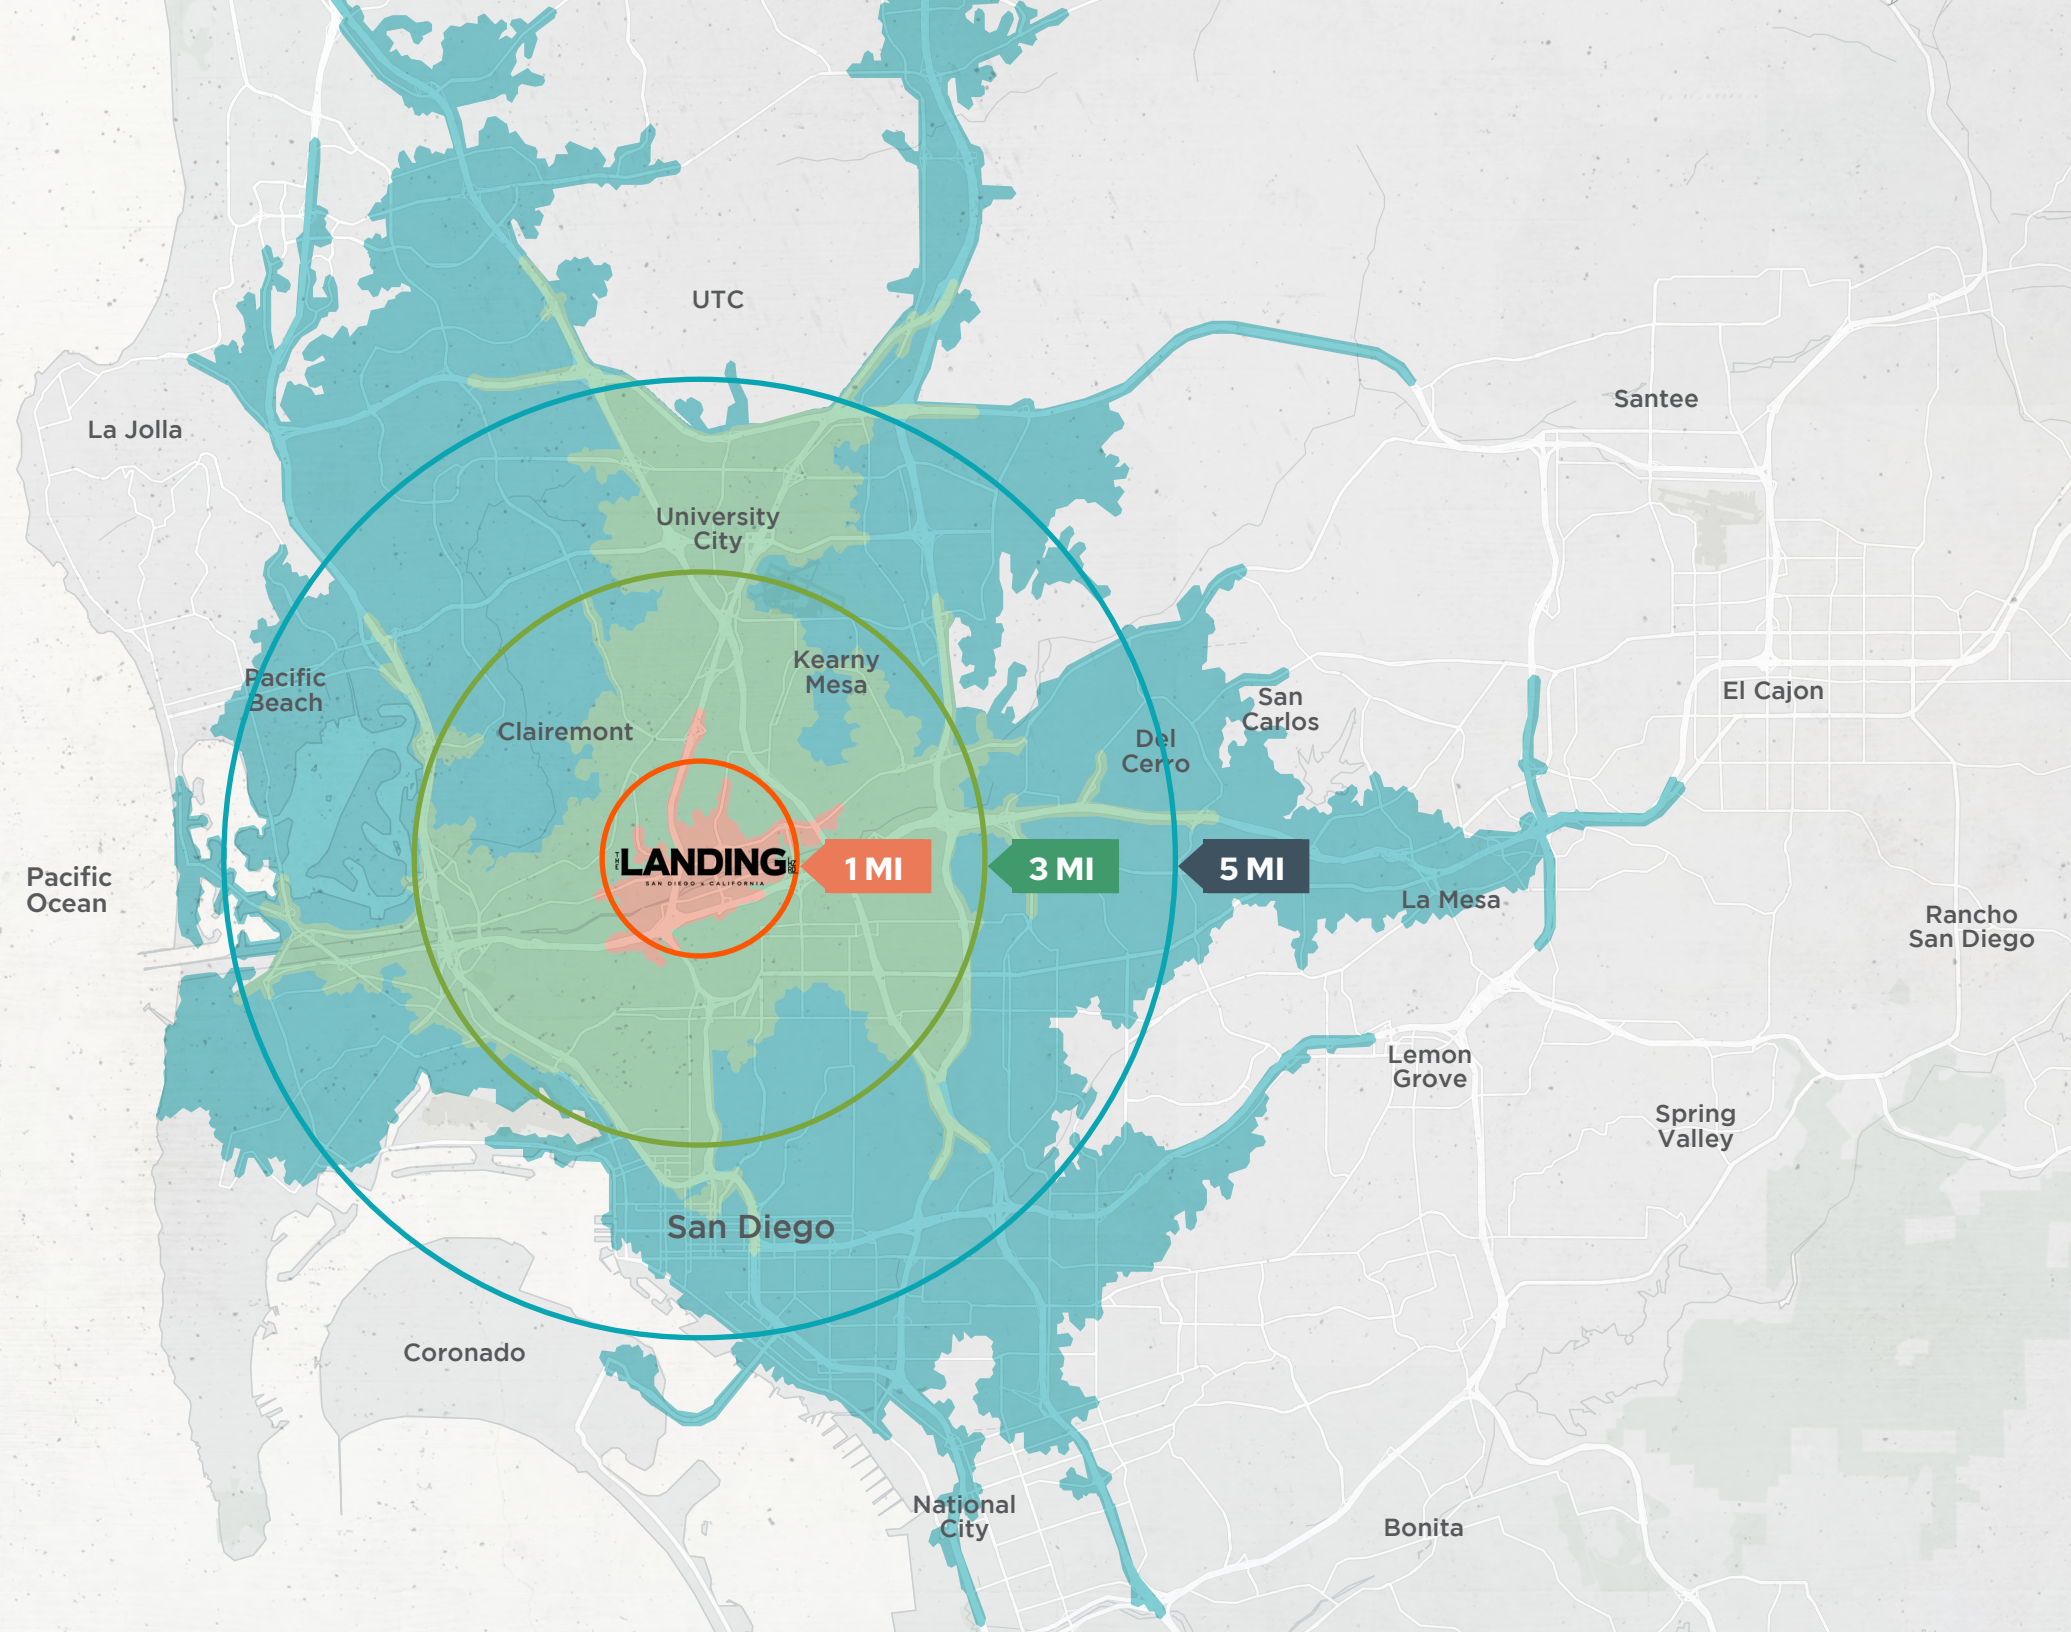 UTC
Santee
La Jolla
University
City
Kearny
Mesa
Pacific
Beach
San
Carlos
El Cajon
Clairemont
Del
Cerro
THE
LANDING
SAN DIEGO x CALIFORNIA
1 MI
3 MI
5 MI
Pacific
Ocean
La Mesa
Rancho
San Diego
Lemon
Grove
Spring
Valley
San Diego
Coronado
National
City
Bonita